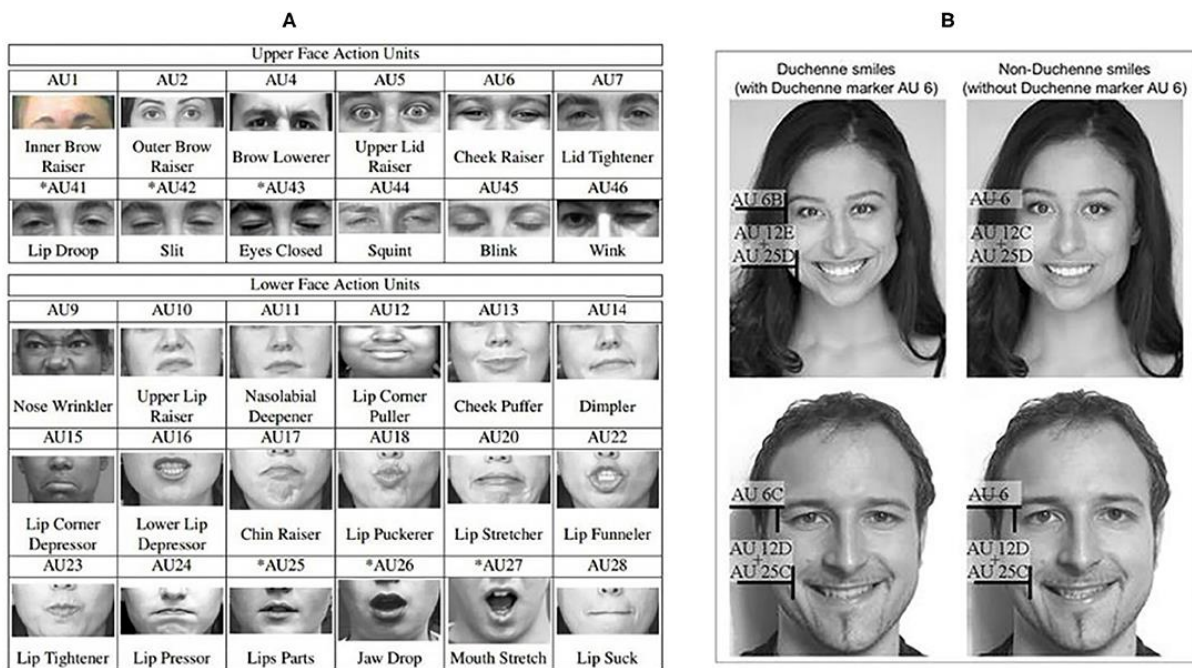 A
B
Upper Face Action Units
AU1 AU2 AU4 AU5 AU6 AU7
Inner Brow Raiser
Outer Brow Raiser
Brow Lowerer
Upper Lid Raiser
Cheek Raiser
Lid Tightener
*AU41 *AU42 *AU43 AU44 AU45 AU46
Lip Droop Slit Eyes Closed Squint Blink Wink
Lower Face Action Units
AU9 AU10 AU11 AU12 AU13 AU14
Nose Wrinkler
Upper Lip Raiser
Nasolabial Deepener
Lip Corner Puller
Cheek Puffer
Dimpler
AU15 AU16 AU17 AU18 AU20 AU22
Lip Corner Depressor
Lower Lip Depressor
Chin Raiser
Lip Puckerer
Lip Stretcher
Lip Funneler
AU23 AU24 *AU25 *AU26 *AU27 AU28
Lip Tightener Lip Pressor Lips Parts Jaw Drop Mouth Stretch Lip Suck
Duchenne smiles
(with Duchenne marker AU 6)
Non-Duchenne smiles
(without Duchenne marker AU 6)
AU 6B
AU 12E
+
AU 25D
AU 6
AU 12C
+
AU 25D
AU 6C
AU 12D
+
AU 25C
AU 6
AU 12D
+
AU 25C